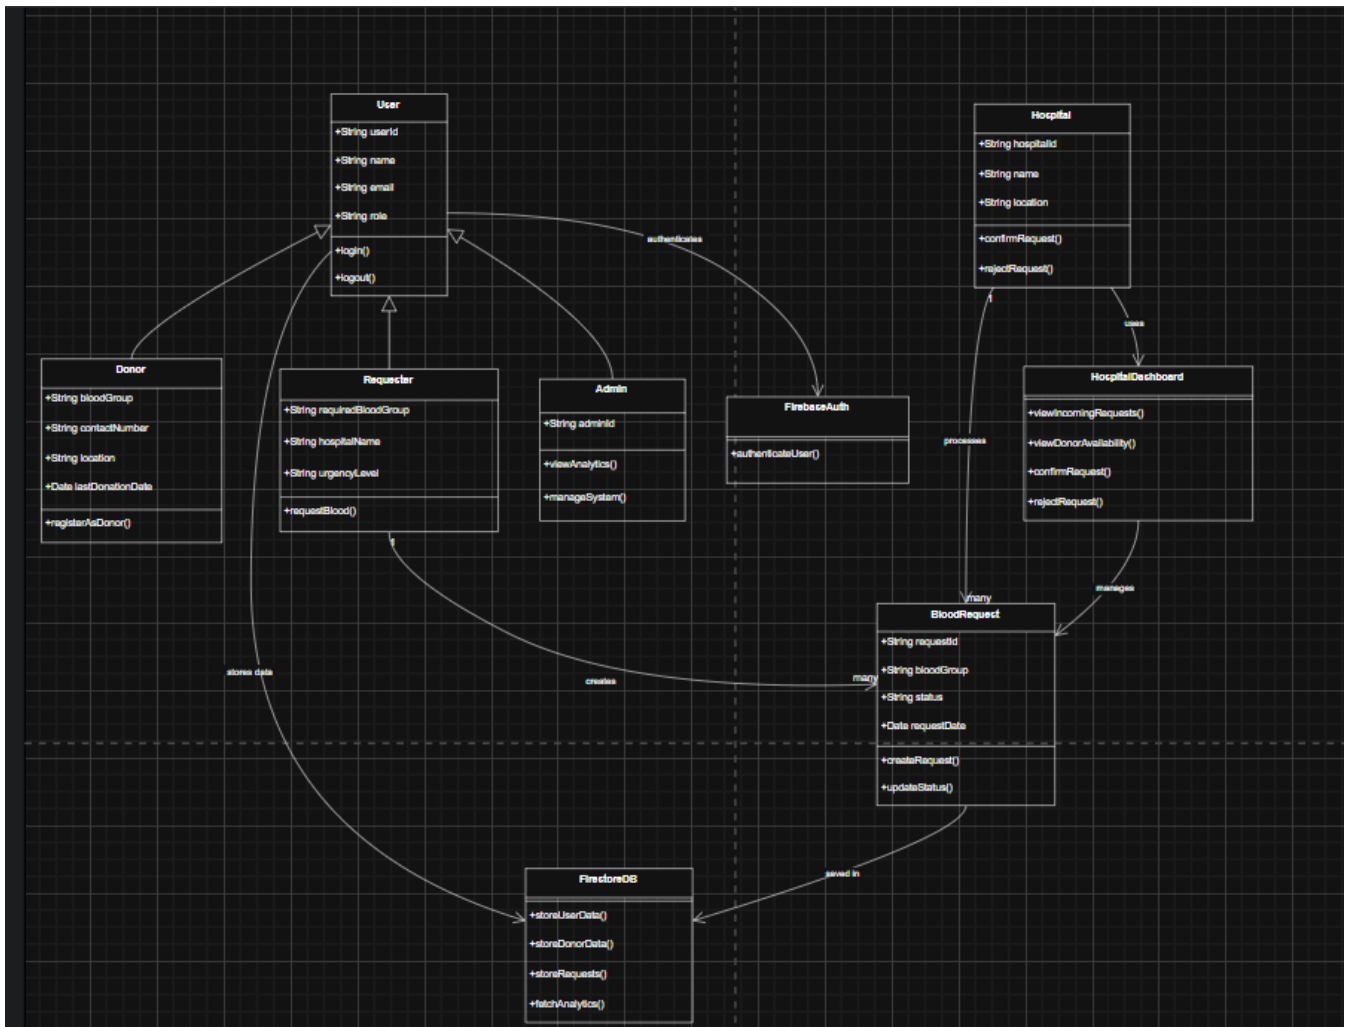 User
+String userId
+String name
+String email
+String role
+login()
+logout()
Hospital
+String hospitalId
+String name
+String location
+confirmRequest()
+rejectRequest()
authenticates
1
uses
Donor
+String bloodGroup
+String contactNumber
+String location
+Date lastDonationDate
+registerAsDonor()
Requester
+String requiredBloodGroup
+String hospitalName
+String urgencyLevel
+requestBlood()
Admin
+String adminId
+viewAnalytics()
+manageSystem()
FirebaseAuth
+authenticateUser()
processes
HospitalDashboard
+viewIncomingRequests()
+viewDonorAvailability()
+confirmRequest()
+rejectRequest()
1
manages
many
BloodRequest
+String requestId
+String bloodGroup
+String status
+Date requestDate
+createRequest()
+updateStatus()
stores data
creates
many
saved in
FirestoreDB
+storeUserData()
+storeDonorData()
+storeRequests()
+fetchAnalytics()